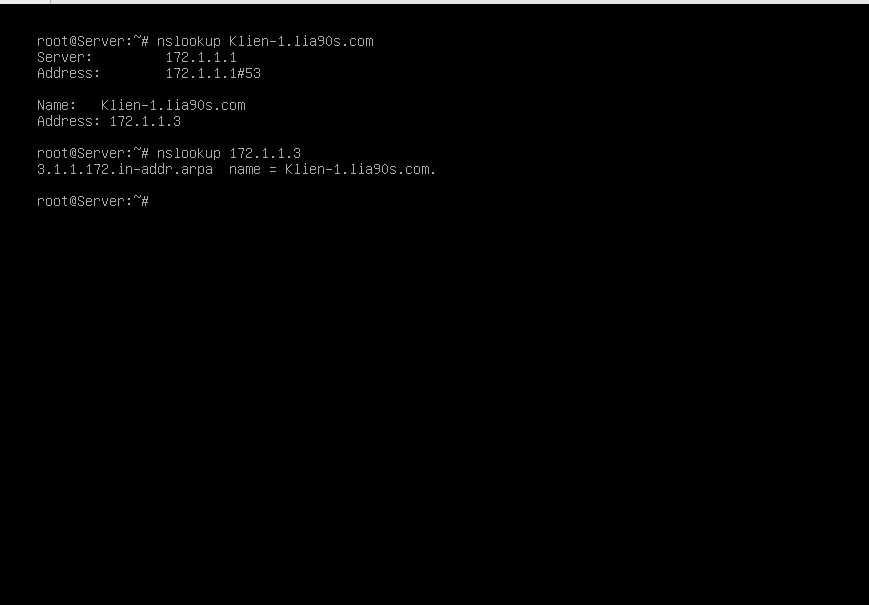 root@Server:~# nslookup Klien-1.lia90s.com
Server:         172.1.1.1
Address:        172.1.1.1#53
Name:   Klien-1.lia90s.com
Address: 172.1.1.3
root@Server:~# nslookup 172.1.1.3
3.1.1.172.in-addr.arpa  name = Klien-1.lia90s.com.
root@Server:~#